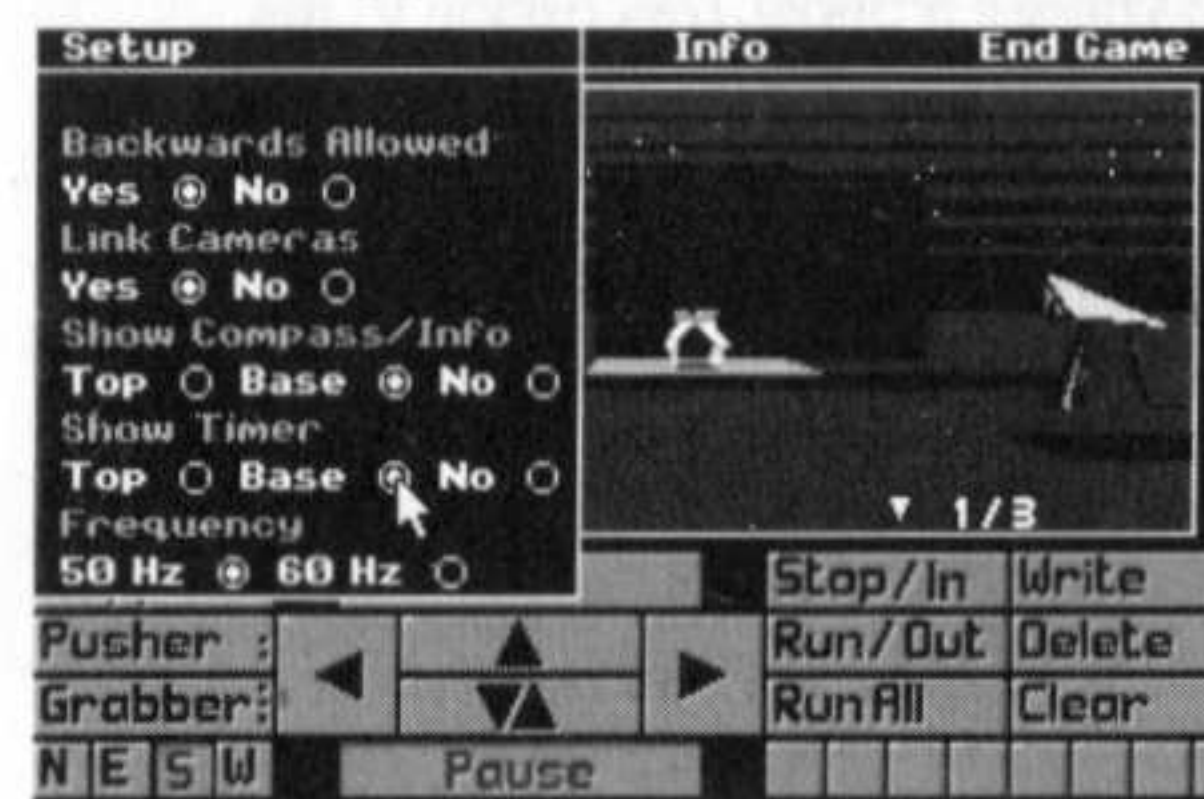 Setup Info End Game
Backwards Allowed
Yes No
Link Cameras
Yes No
Show Compass/Info
Top Base No
Show Timer
Top Base No
Frequency
50 Hz 60 Hz
1/3
Stop/In Write
Pusher : Run/Out Delete
Grabber: Run All Clear
N E S W Pause